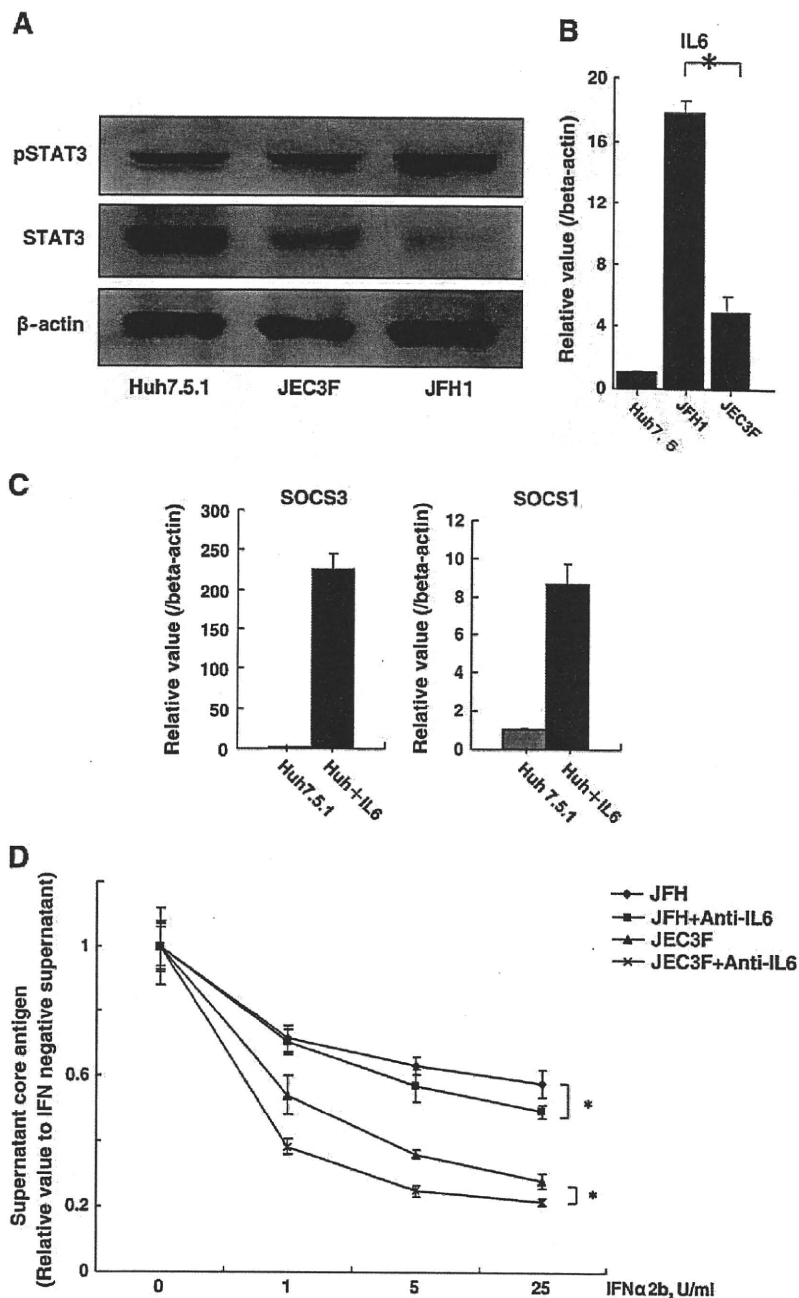 A
pSTAT3
STAT3
β-actin
Huh7.5.1 JEC3F JFH1
B
IL6
*
Relative value (/beta-actin)
20
16
12
8
4
0
Huh7. 5
JFH1
JEC3F
C
SOCS3
Relative value (/beta-actin)
300
250
200
150
100
50
0
Huh7.5.1
Huh+IL6
SOCS1
Relative value (/beta-actin)
12
10
8
6
4
2
0
Huh 7.5.1
Huh+IL6
D
Supernatant core antigen
(Relative value to IFN negative supernatant)
1
0.6
0.2
0
JFH
JFH+Anti-IL6
JEC3F
JEC3F+Anti-IL6
*
*
0 1 5 25 IFNα2b, U/ml